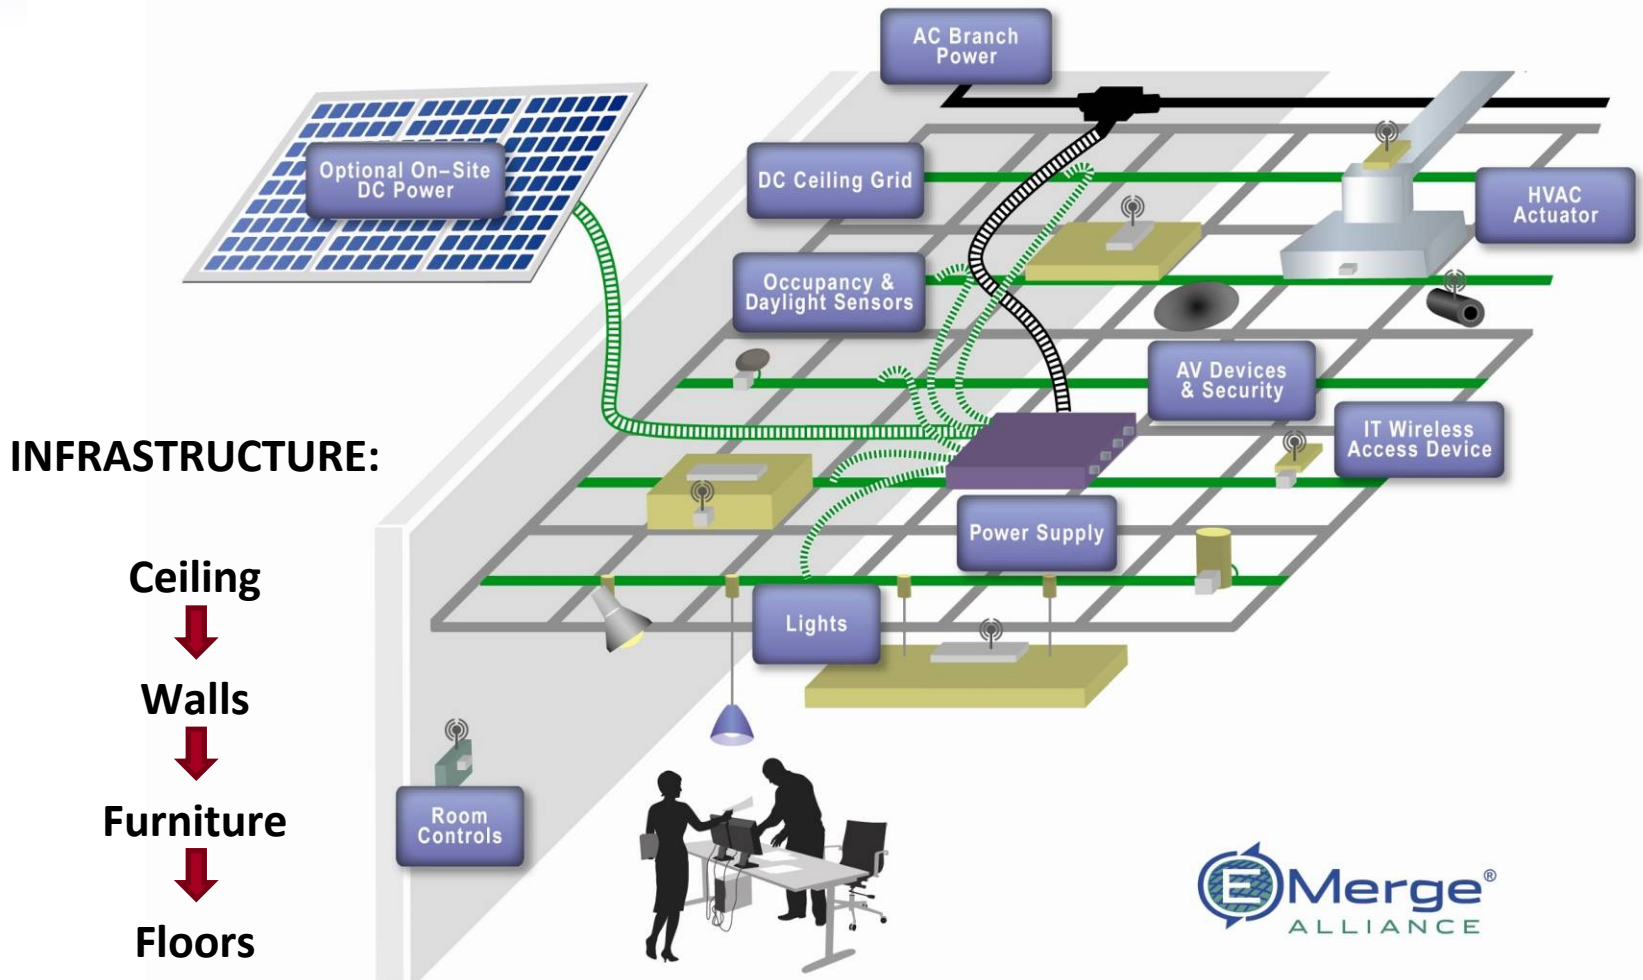 AC Branch
Power
Optional On–Site
DC Power
DC Ceiling Grid
HVAC
Actuator
Occupancy &
Daylight Sensors
AV Devices
& Security
IT Wireless
Access Device
INFRASTRUCTURE:
Power Supply
Ceiling
Lights
Walls
Furniture
Room
Controls
Floors
EMerge®
ALLIANCE